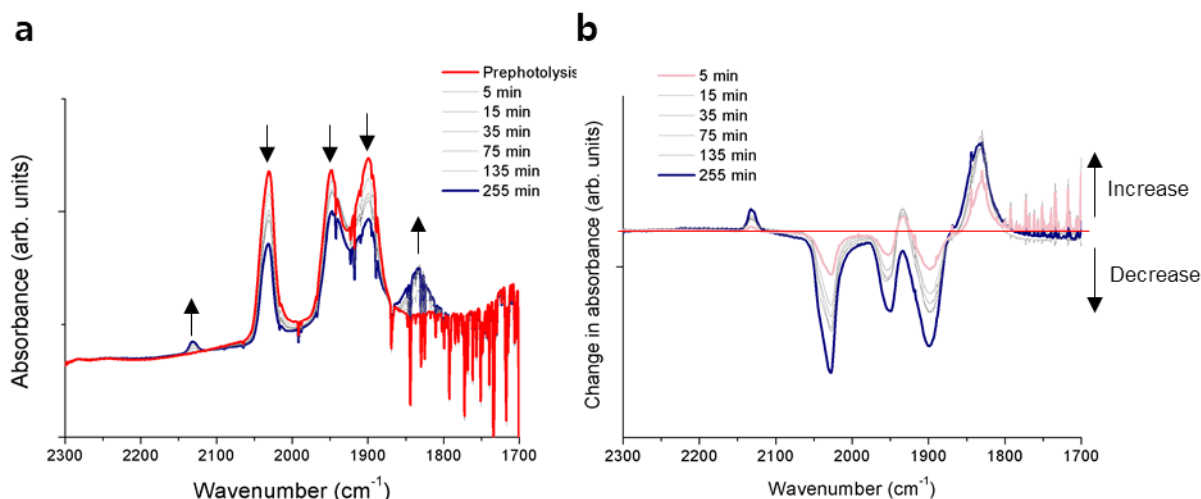 a
Prephotolysis
5 min
15 min
35 min
75 min
135 min
255 min
Absorbance (arb. units)
2300 2200 2100 2000 1900 1800 1700
Wavenumber (cm⁻¹)
b
5 min
15 min
35 min
75 min
135 min
255 min
Increase
Decrease
Change in absorbance (arb. units)
2300 2200 2100 2000 1900 1800 1700
Wavenumber (cm⁻¹)